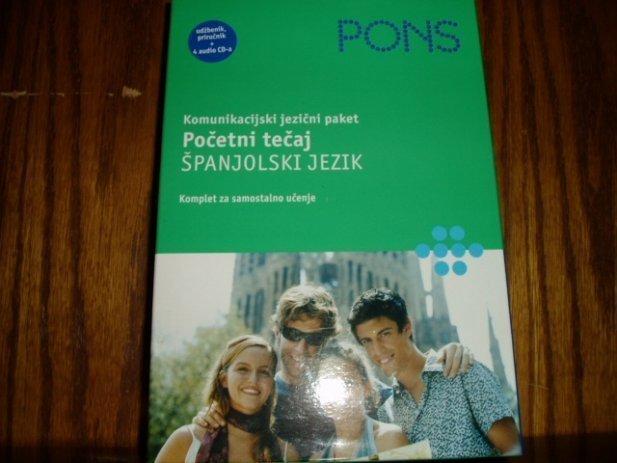 udžbenik,
priručnik
+
4 audio CD-a
PONS
Komunikacijski jezični paket
Početni tečaj
ŠPANJOLSKI JEZIK
Komplet za samostalno učenje